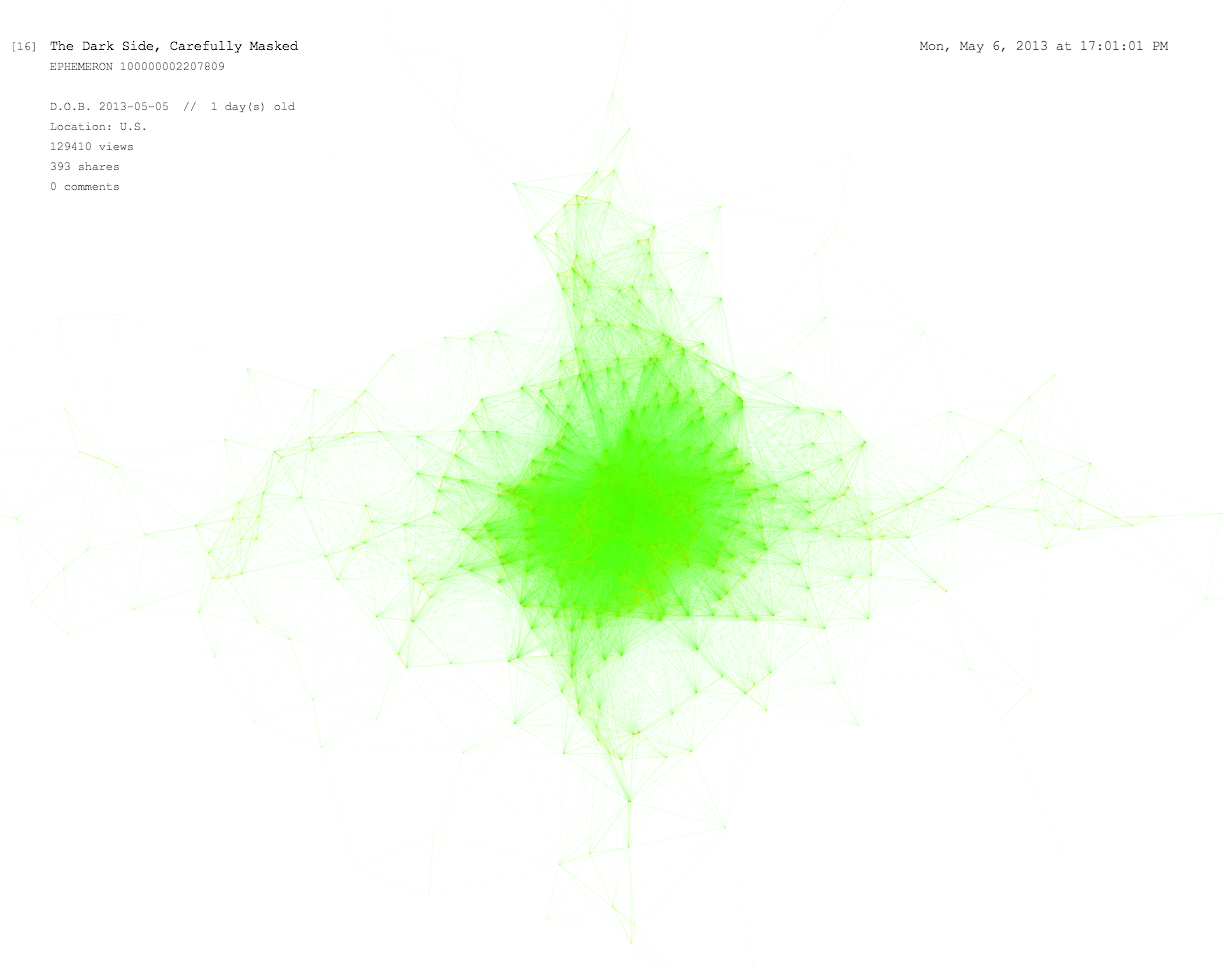 [16] The Dark Side, Carefully Masked
Mon, May 6, 2013 at 17:01:01 PM
EPHEMERON 100000002207809
D.O.B. 2013-05-05 // 1 day(s) old
Location: U.S.
129410 views
393 shares
0 comments